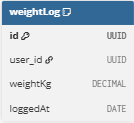 weightLog
id UUID
user_id UUID
weightKg DECIMAL
loggedAt DATE